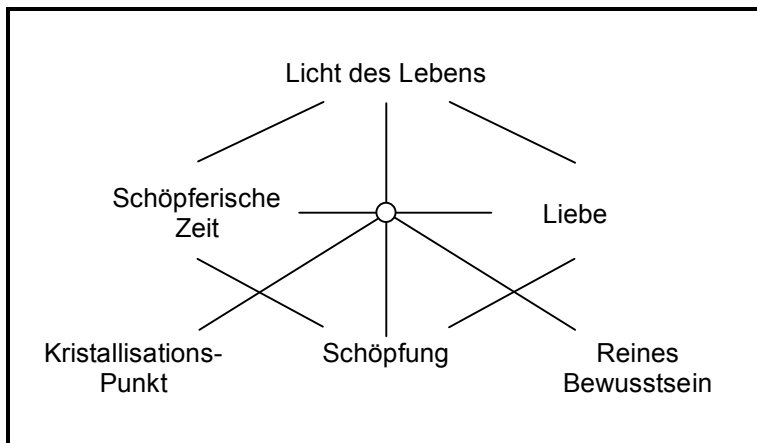 Licht des Lebens
Schöpferische
Zeit
Liebe
Kristallisations-
Punkt
Schöpfung
Reines
Bewusstsein